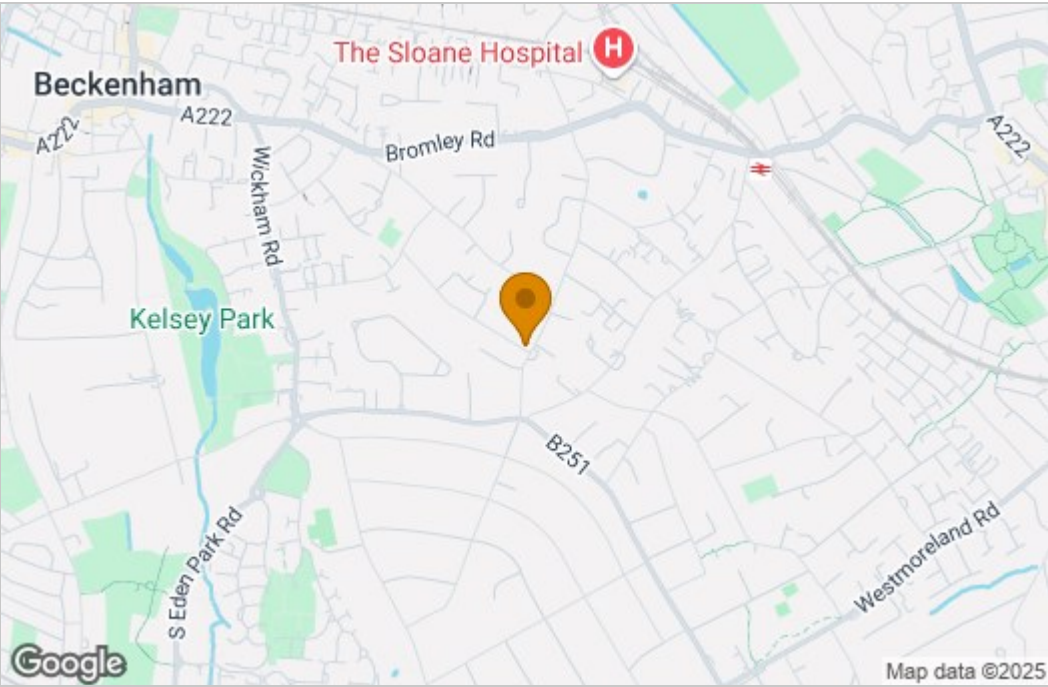 The Sloane Hospital
H
Beckenham
A222
A222
Bromley Rd
A222
Wickham Rd
Kelsey Park
B251
S Eden Park Rd
Westmoreland Rd
Google
Map data ©2025